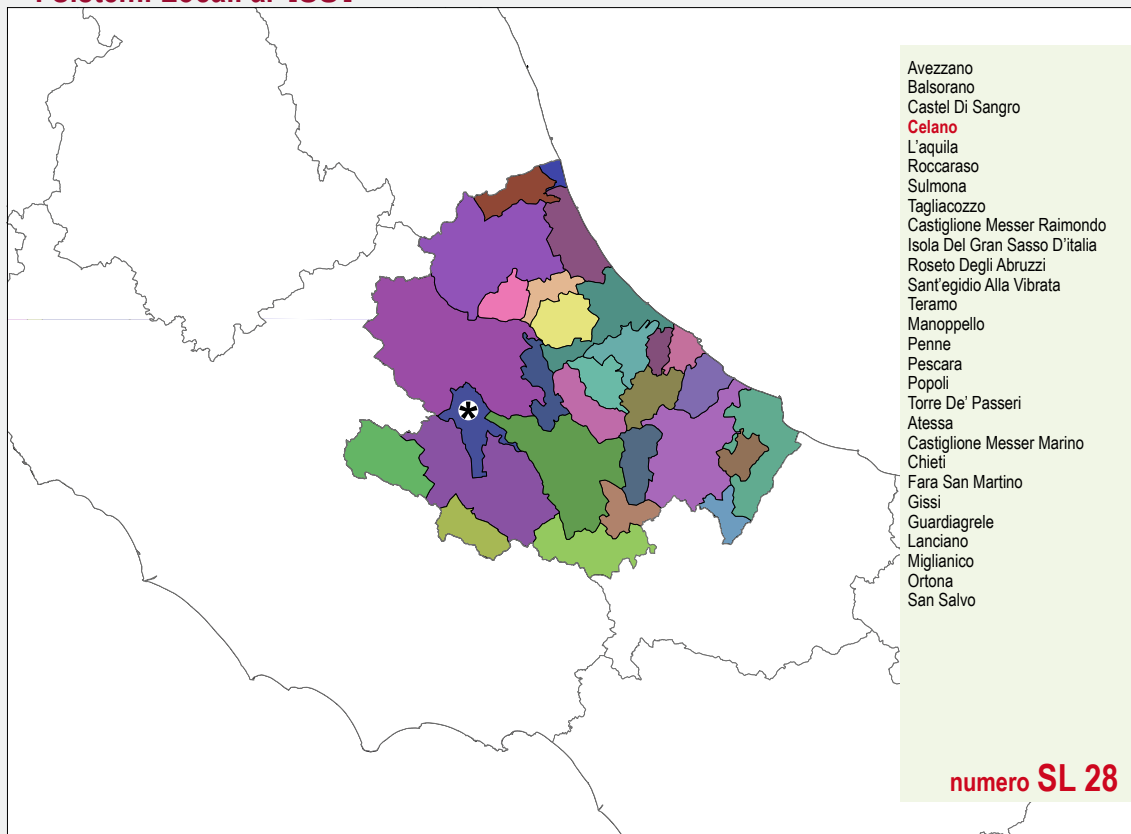 Avezzano
Balsorano
Castel Di Sangro
Celano
L'aquila
Roccaraso
Sulmona
Tagliacozzo
Castiglione Messer Raimondo
Isola Del Gran Sasso D'italia
Roseto Degli Abruzzi
Sant'egidio Alla Vibrata
Teramo
Manoppello
Penne
Pescara
Popoli
Torre De' Passeri
Atessa
Castiglione Messer Marino
Chieti
Fara San Martino
Gissi
Guardiagrele
Lanciano
Miglianico
Ortona
San Salvo
numero SL 28